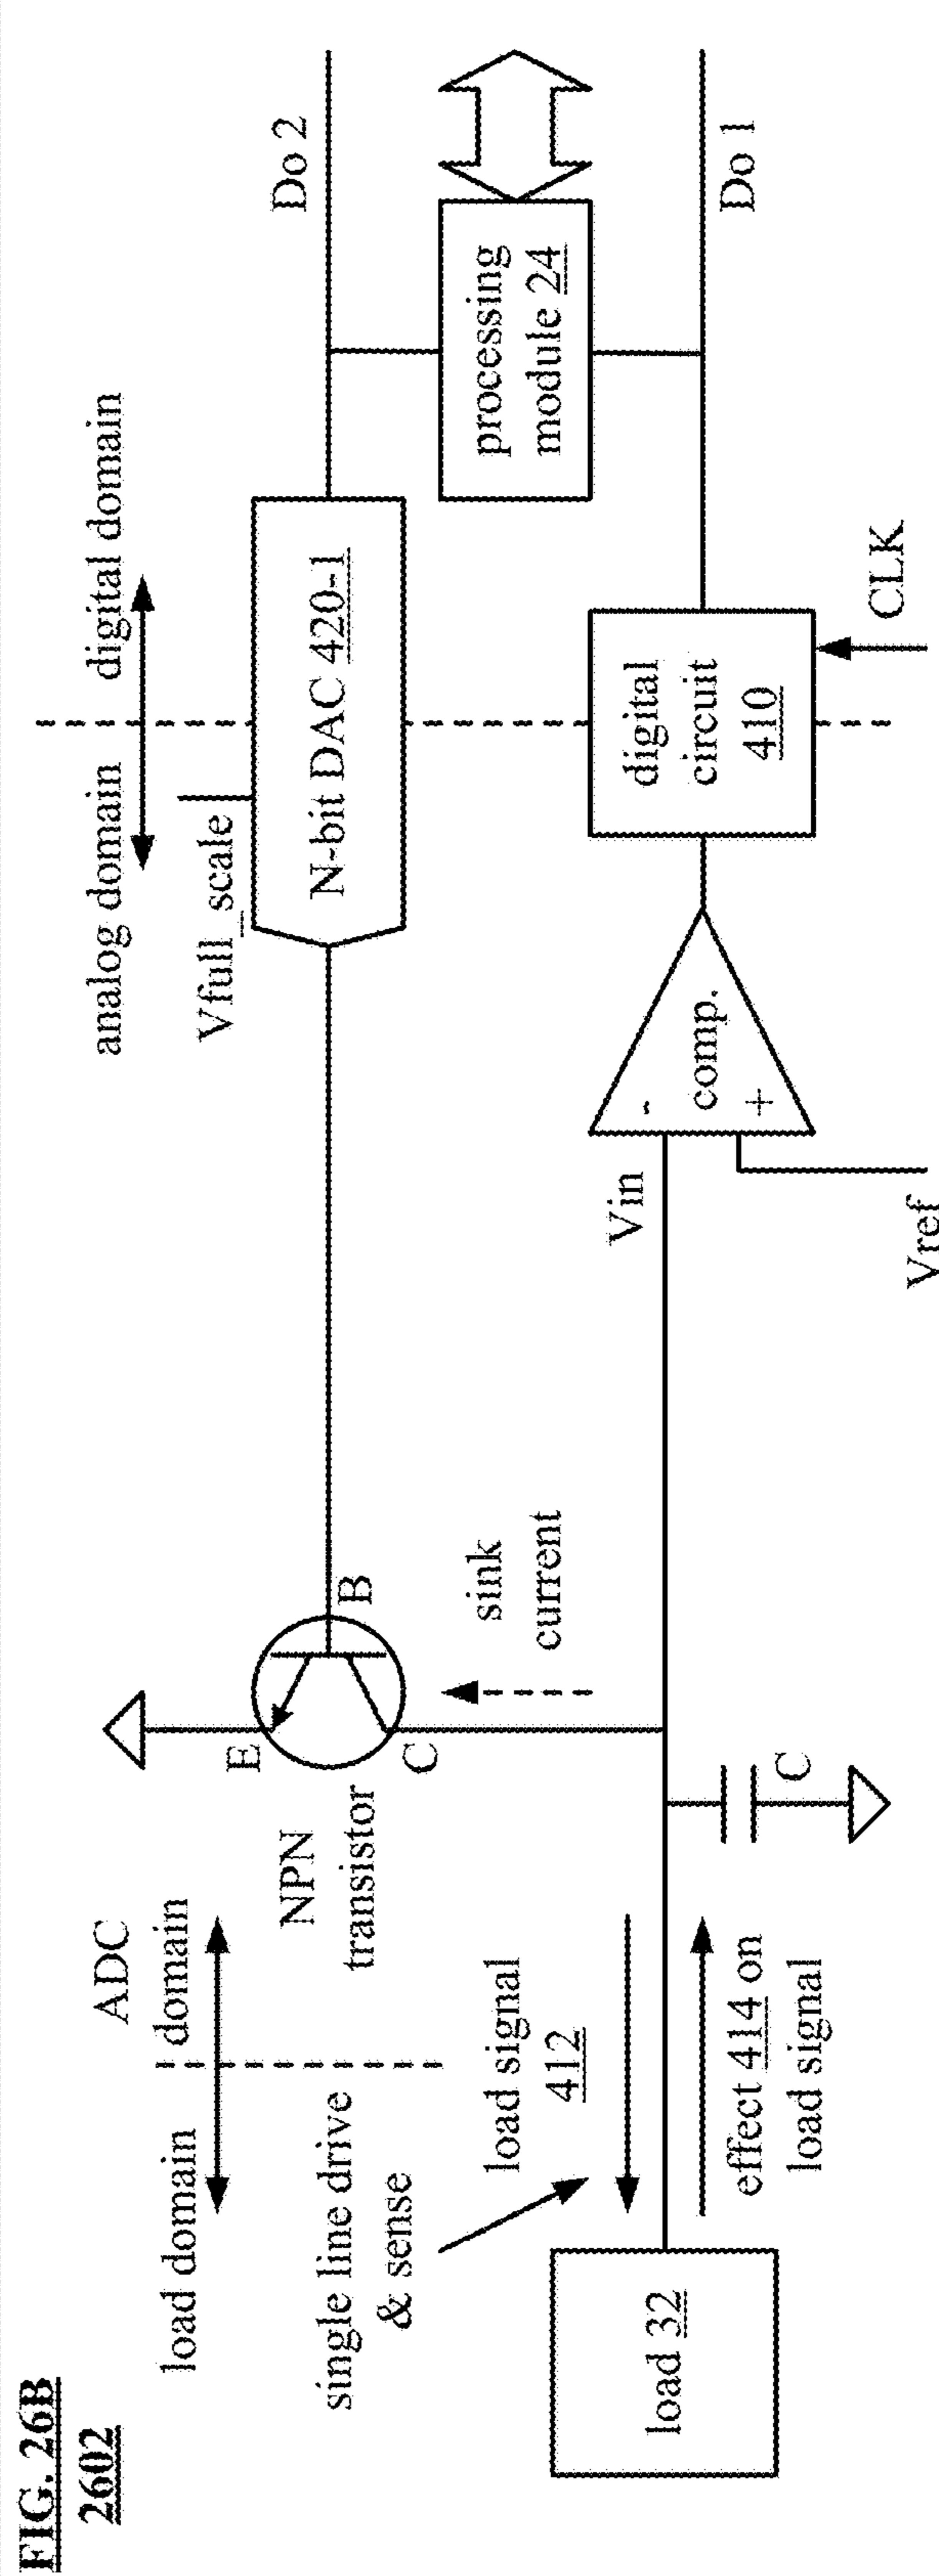 FIG. 26B
2602
load domain
ADC
domain
analog domain
digital domain
single line drive
& sense
NPN
transistor
E
C
B
Vfull_scale
N-bit DAC 420-1
Do 2
load signal
412
sink
current
processing
module 24
load 32
effect 414 on
load signal
C
Vin
Vref
-
comp.
+
digital
circuit
410
CLK
Do 1